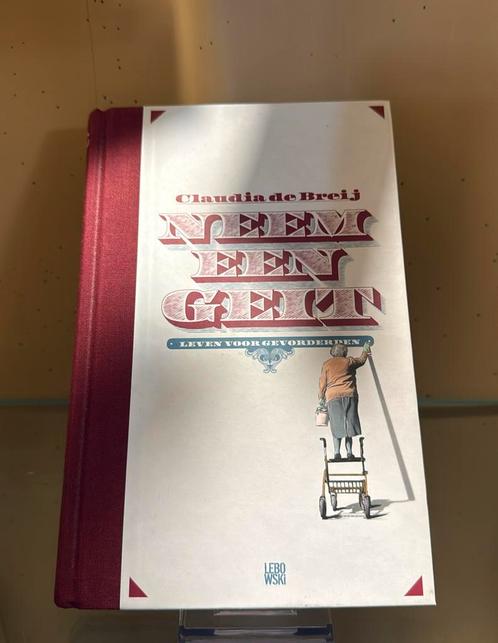 Claudia de Breij
NEEM
EEN
GEIT
LEVEN VOOR GEVORDERDEN
LEBO
WSKI